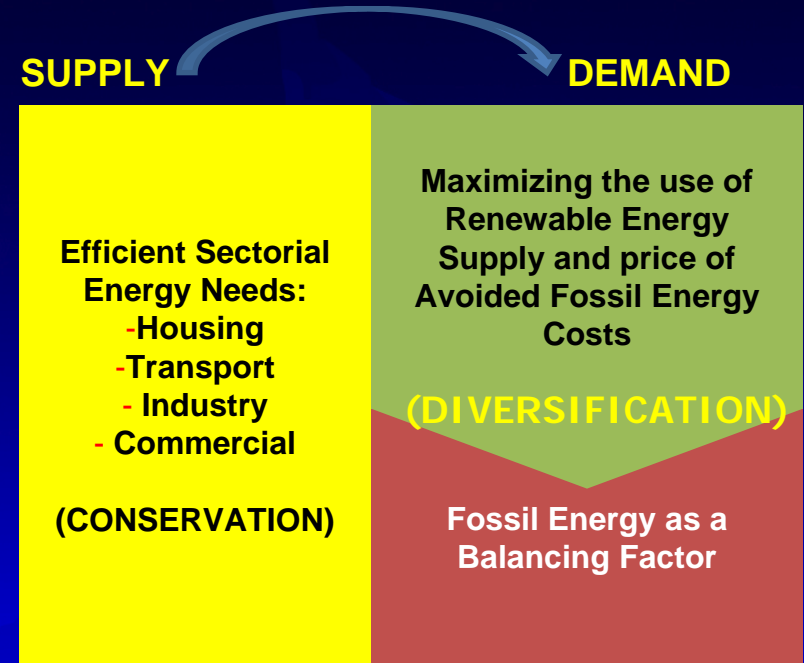 SUPPLY
DEMAND
Efficient Sectorial
Energy Needs:
-Housing
-Transport
- Industry
- Commercial
(CONSERVATION)
Maximizing the use of
Renewable Energy
Supply and price of
Avoided Fossil Energy
Costs
(DIVERSIFICATION)
Fossil Energy as a
Balancing Factor